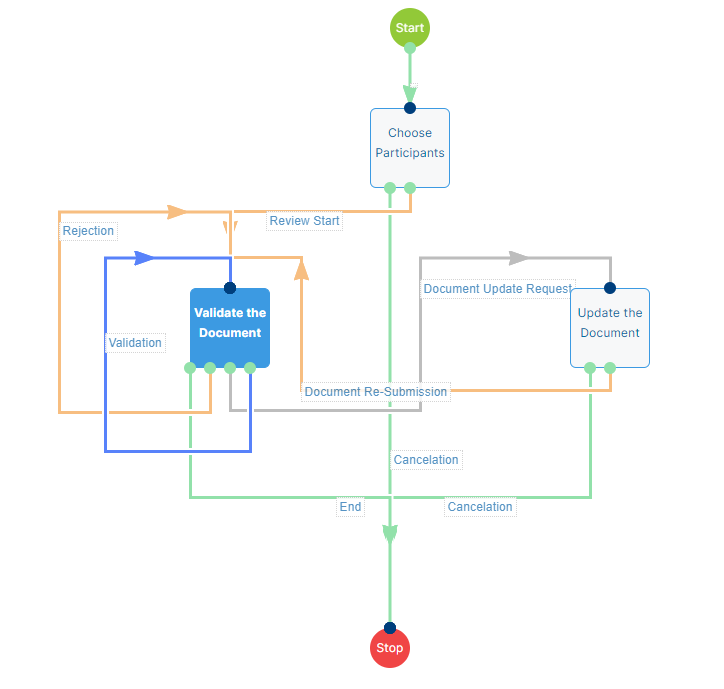 Start
Choose
Participants
Review Start
Rejection
Document Update Request
Validate the
Document
Update the
Document
Validation
Document Re-Submission
Cancelation
End
Cancelation
Stop